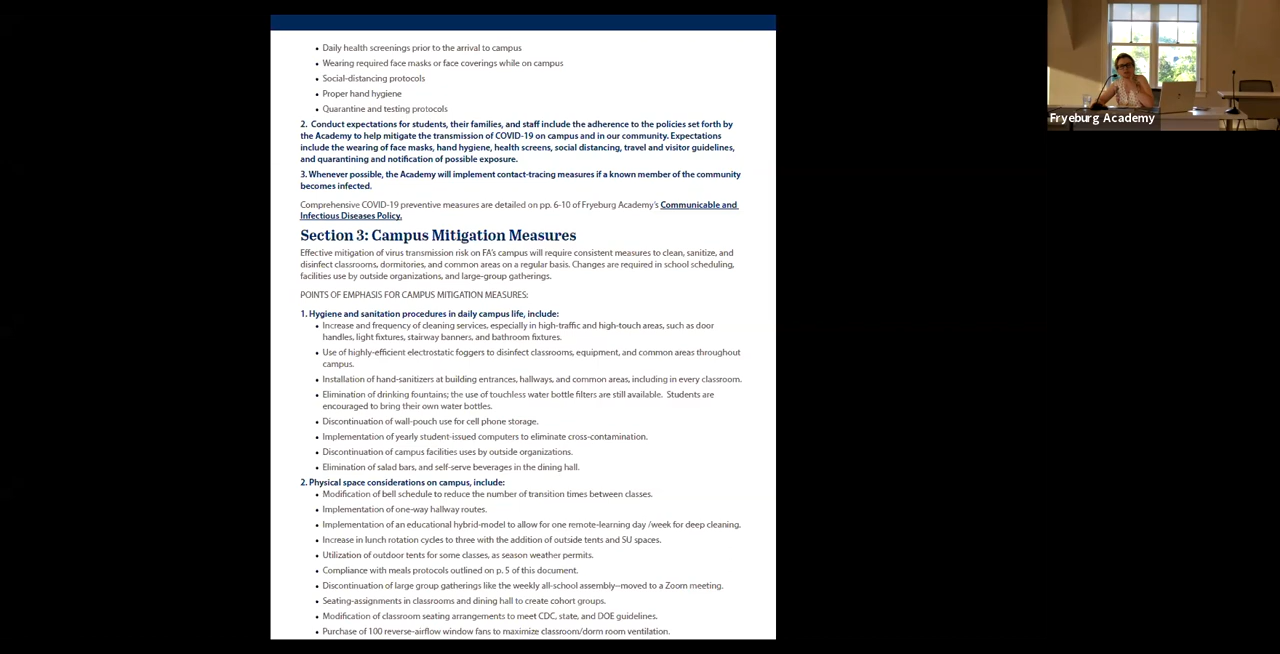 • Daily health screenings prior to the arrival to campus
• Wearing required face masks or face coverings while on campus
• Social-distancing protocols
• Proper hand hygiene
• Quarantine and testing protocols
2. Conduct expectations for students, their families, and staff include the adherence to the policies set forth by
the Academy to help mitigate the transmission of COVID-19 on campus and in our community. Expectations
include the wearing of face masks, hand hygiene, health screens, social distancing, travel and visitor guidelines,
and quarantining and notification of possible exposure.
3. Whenever possible, the Academy will implement contact-tracing measures if a known member of the community
becomes infected.
Comprehensive COVID-19 preventive measures are detailed on pp. 6-10 of Fryeburg Academy's Communicable and
Infectious Diseases Policy.
Section 3: Campus Mitigation Measures
Effective mitigation of virus transmission risk on FA's campus will require consistent measures to clean, sanitize, and
disinfect classrooms, dormitories, and common areas on a regular basis. Changes are required in school scheduling,
facilities use by outside organizations, and large-group gatherings.
POINTS OF EMPHASIS FOR CAMPUS MITIGATION MEASURES:
1. Hygiene and sanitation procedures in daily campus life, include:
• Increase and frequency of cleaning services, especially in high-traffic and high-touch areas, such as door
handles, light fixtures, stairway banners, and bathroom fixtures.
• Use of highly-efficient electrostatic foggers to disinfect classrooms, equipment, and common areas throughout
campus.
• Installation of hand-sanitizers at building entrances, hallways, and common areas, including in every classroom.
• Elimination of drinking fountains; the use of touchless water bottle filters are still available. Students are
encouraged to bring their own water bottles.
• Discontinuation of wall-pouch use for cell phone storage.
• Implementation of yearly student-issued computers to eliminate cross-contamination.
• Discontinuation of campus facilities uses by outside organizations.
• Elimination of salad bars, and self-serve beverages in the dining hall.
2. Physical space considerations on campus, include:
• Modification of bell schedule to reduce the number of transition times between classes.
• Implementation of one-way hallway routes.
• Implementation of an educational hybrid-model to allow for one remote-learning day /week for deep cleaning.
• Increase in lunch rotation cycles to three with the addition of outside tents and SU spaces.
• Utilization of outdoor tents for some classes, as season weather permits.
• Compliance with meals protocols outlined on p. 5 of this document.
• Discontinuation of large group gatherings like the weekly all-school assembly—moved to a Zoom meeting.
• Seating-assignments in classrooms and dining hall to create cohort groups.
• Modification of classroom seating arrangements to meet CDC, state, and DOE guidelines.
• Purchase of 100 reverse-airflow window fans to maximize classroom/dorm room ventilation.
Fryeburg Academy